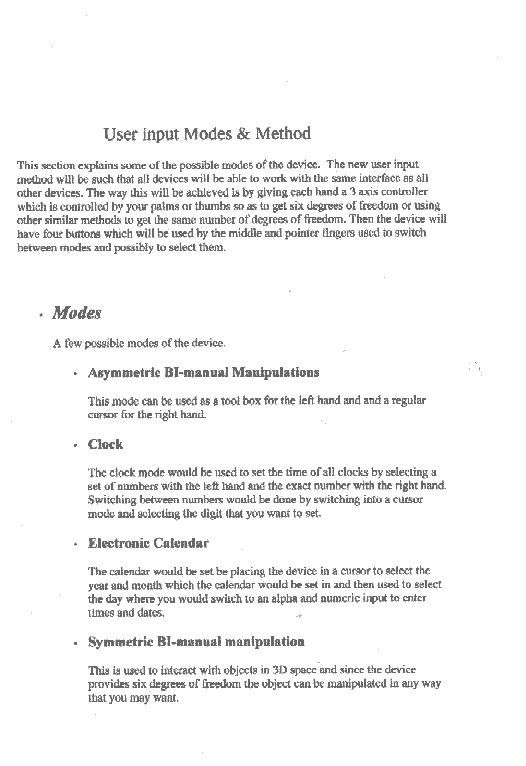 User input Modes & Method
This section explains some of the possible modes of the device. The new user input
method will be such that all devices will be able to work with the same interface as all
other devices. The way this will be achieved is by giving each hand a 3 axis controller
which is controlled by your palms or thumbs so as to get six degrees of freedom or using
other similar methods to get the same number of degrees of freedom. Then the device will
have four buttons which will be used by the middle and pointer fingers used to switch
between modes and possibly to select them.
• Modes
A few possible modes of the device.
• Asymmetric BI-manual Manipulations
This mode can be used as a tool box for the left hand and and a regular
cursor for the right hand.
• Clock
The clock mode would be used to set the time of all clocks by selecting a
set of numbers with the left hand and the exact number with the right hand.
Switching between numbers would be done by switching into a cursor
mode and selecting the digit that you want to set.
• Electronic Calendar
The calendar would be set be placing the device in a cursor to select the
year and month which the calendar would be set in and then used to select
the day where you would switch to an alpha and numeric input to enter
times and dates.
• Symmetric BI-manual manipulation
This is used to interact with objects in 3D space and since the device
provides six degrees of freedom the object can be manipulated in any way
that you may want.